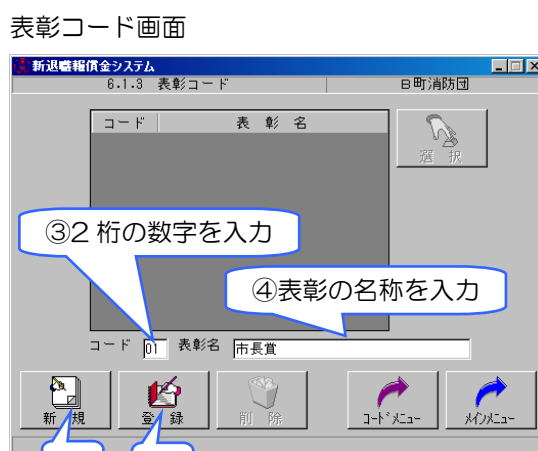 表彰コード画面
新退職報償金システム
6.1.3 表彰コード
日町消防団
コード 表 彰 名
選 択
③2 桁の数字を入力
④表彰の名称を入力
コード 01 表彰名 市長賞
新 規 登 録 削 除 コードメニュー メインメニュー